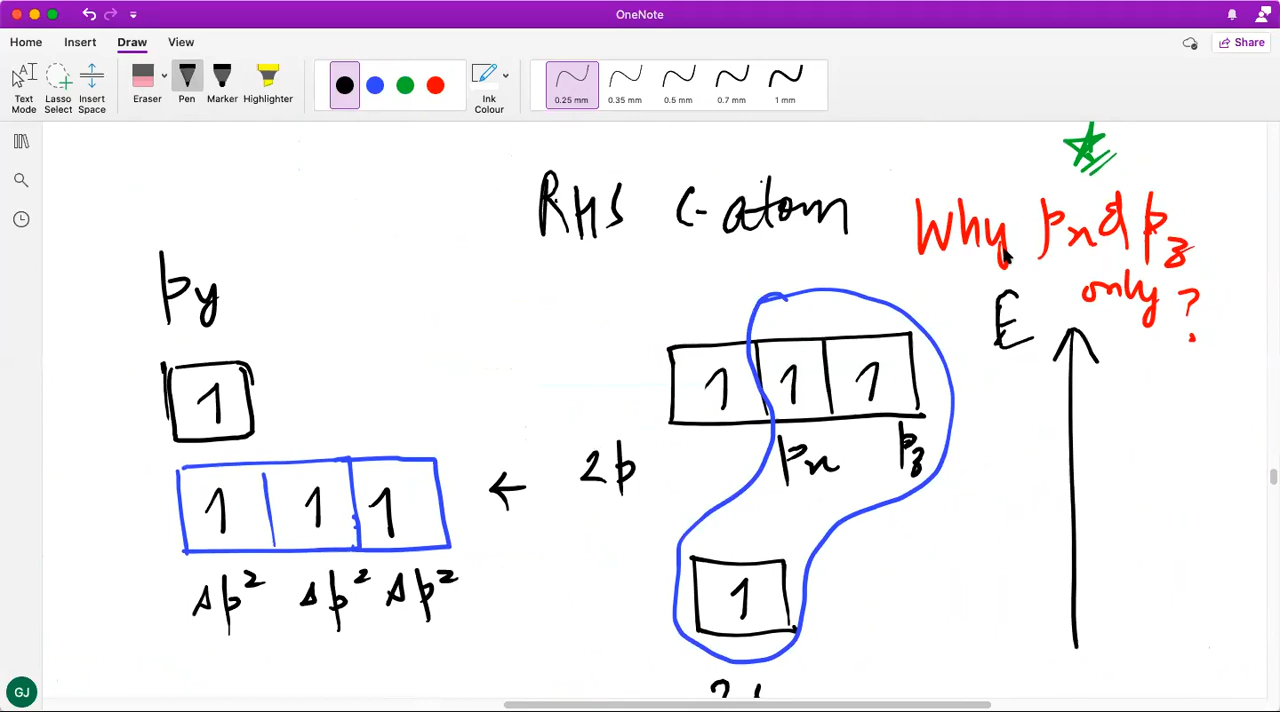 OneNote
Home Insert Draw View
Share
Text Mode
Lasso Select
Insert Space
Eraser
Pen
Marker
Highlighter
Ink Colour
0.25 mm
0.35 mm
0.5 mm
0.7 mm
1 mm
RHS C-atom
Why px & pz
only?
py
E
1
1 1 1
px pz
2p
←
1 1 1
sp² sp² sp²
1
GJ